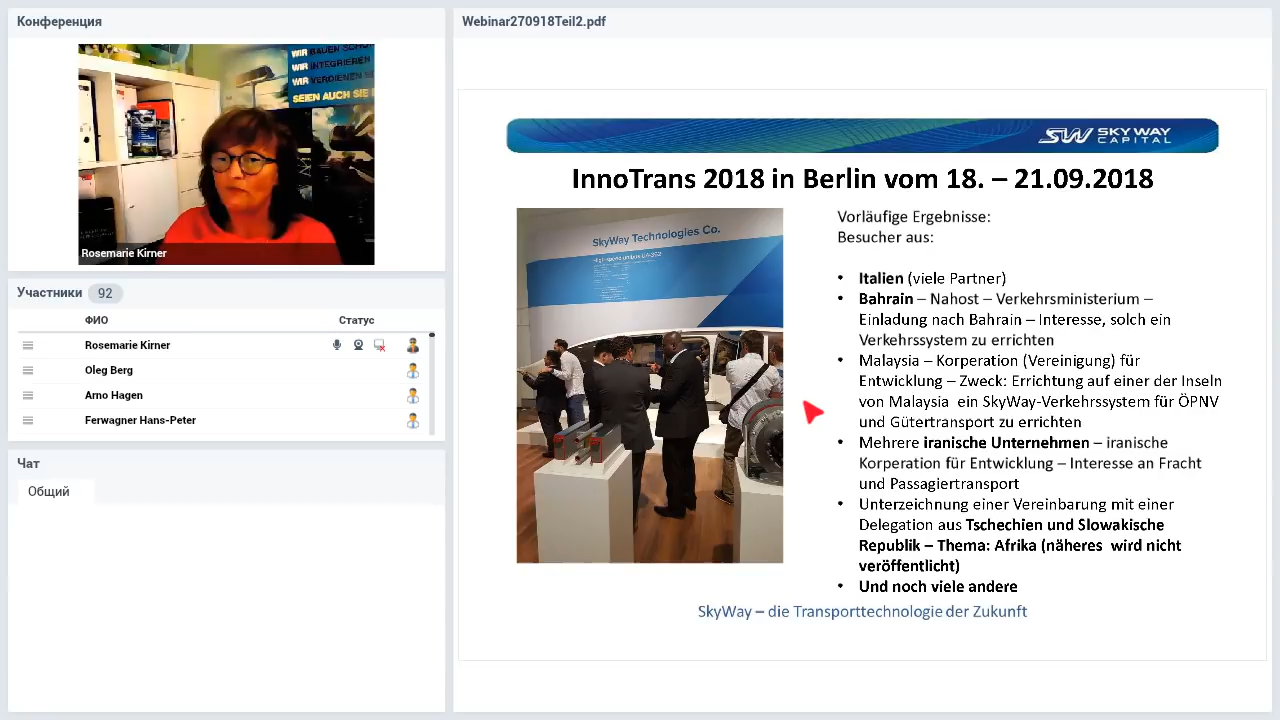 Конференция
WIR BAUEN SCHO
WIR INTEGRIEREN
WIR VERDIENEN
SEIEN AUCH SIE
Rosemarie Kirner
Участники 92
ФИО Статус
Rosemarie Kirner
Oleg Berg
Arno Hagen
Ferwagner Hans-Peter
Чат
Общий
Webinar270918Teil2.pdf
SW SKY WAY
CAPITAL
InnoTrans 2018 in Berlin vom 18. – 21.09.2018
SkyWay Technologies Co.
Vorläufige Ergebnisse:
Besucher aus:
• Italien (viele Partner)
• Bahrain – Nahost – Verkehrsministerium –
Einladung nach Bahrain – Interesse, solch ein
Verkehrssystem zu errichten
• Malaysia – Korperation (Vereinigung) für
Entwicklung – Zweck: Errichtung auf einer der Inseln
von Malaysia ein SkyWay-Verkehrssystem für ÖPNV
und Gütertransport zu errichten
• Mehrere iranische Unternehmen – iranische
Korperation für Entwicklung – Interesse an Fracht
und Passagiertransport
• Unterzeichnung einer Vereinbarung mit einer
Delegation aus Tschechien und Slowakische
Republik – Thema: Afrika (näheres wird nicht
veröffentlicht)
• Und noch viele andere
SkyWay – die Transporttechnologie der Zukunft